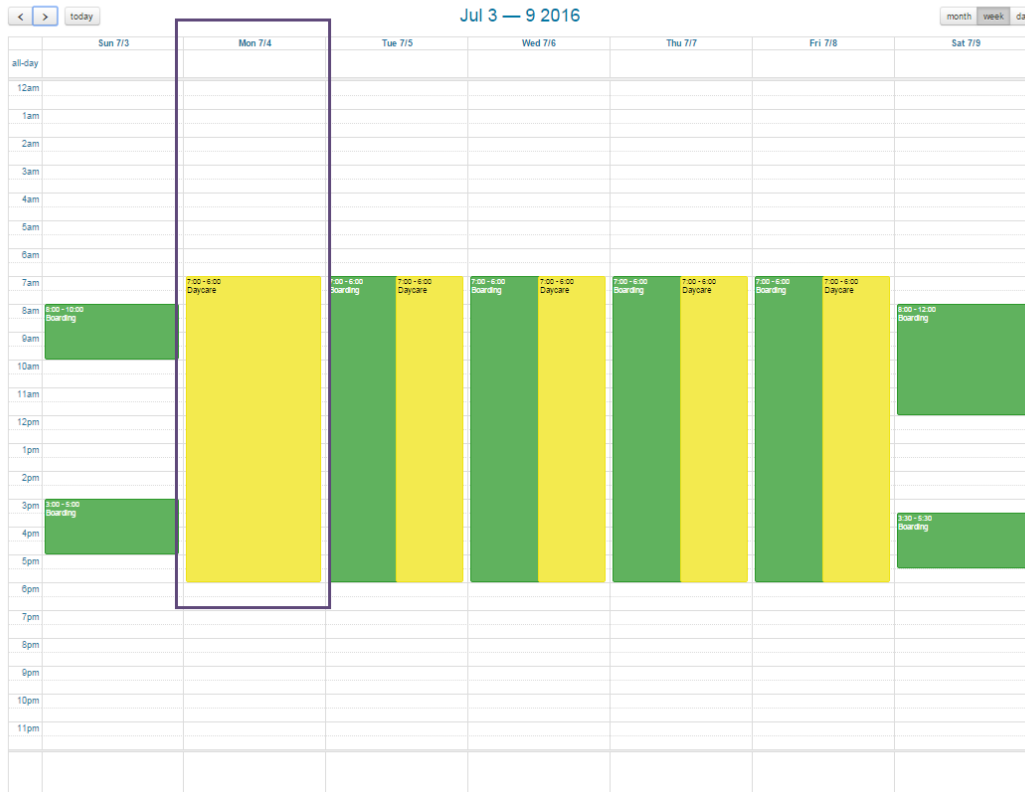 < > today
Jul 3 — 9 2016
month week da
Sun 7/3 Mon 7/4 Tue 7/5 Wed 7/6 Thu 7/7 Fri 7/8 Sat 7/9
all-day
12am
1am
2am
3am
4am
5am
6am
7am
7:00 - 6:00
Daycare
7:00 - 6:00
Boarding
7:00 - 6:00
Daycare
7:00 - 6:00
Boarding
7:00 - 6:00
Daycare
7:00 - 6:00
Boarding
7:00 - 6:00
Daycare
7:00 - 6:00
Boarding
7:00 - 6:00
Daycare
8am
8:00 - 10:00
Boarding
8:00 - 12:00
Boarding
9am
10am
11am
12pm
1pm
2pm
3pm
3:00 - 5:00
Boarding
3:30 - 5:30
Boarding
4pm
5pm
6pm
7pm
8pm
9pm
10pm
11pm